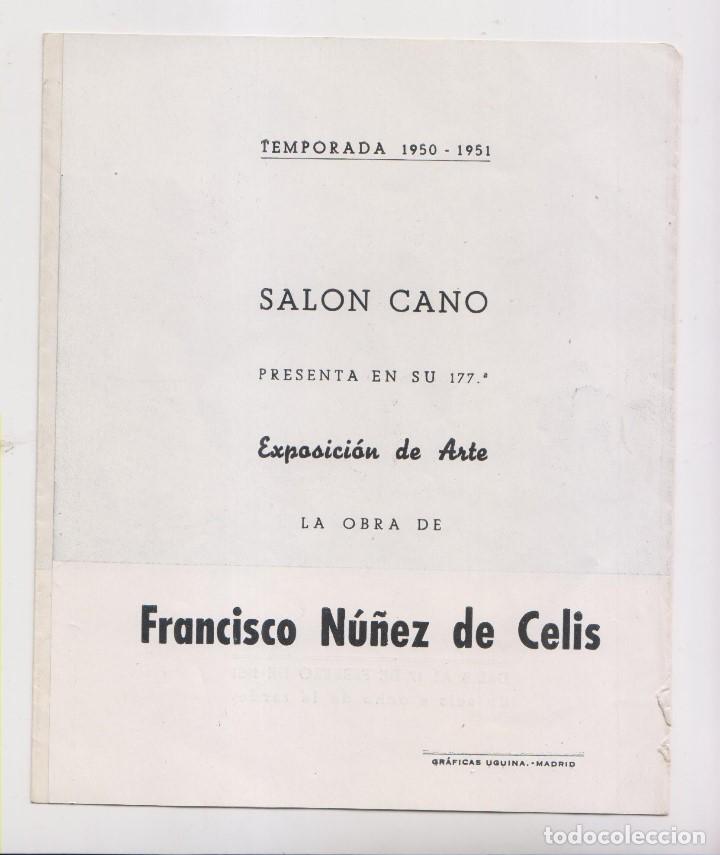 TEMPORADA 1950 - 1951
SALON CANO
PRESENTA EN SU 177.ª
Exposición de Arte
LA OBRA DE
Francisco Núñez de Celis
GRÁFICAS UGUINA.-MADRID
todocoleccion